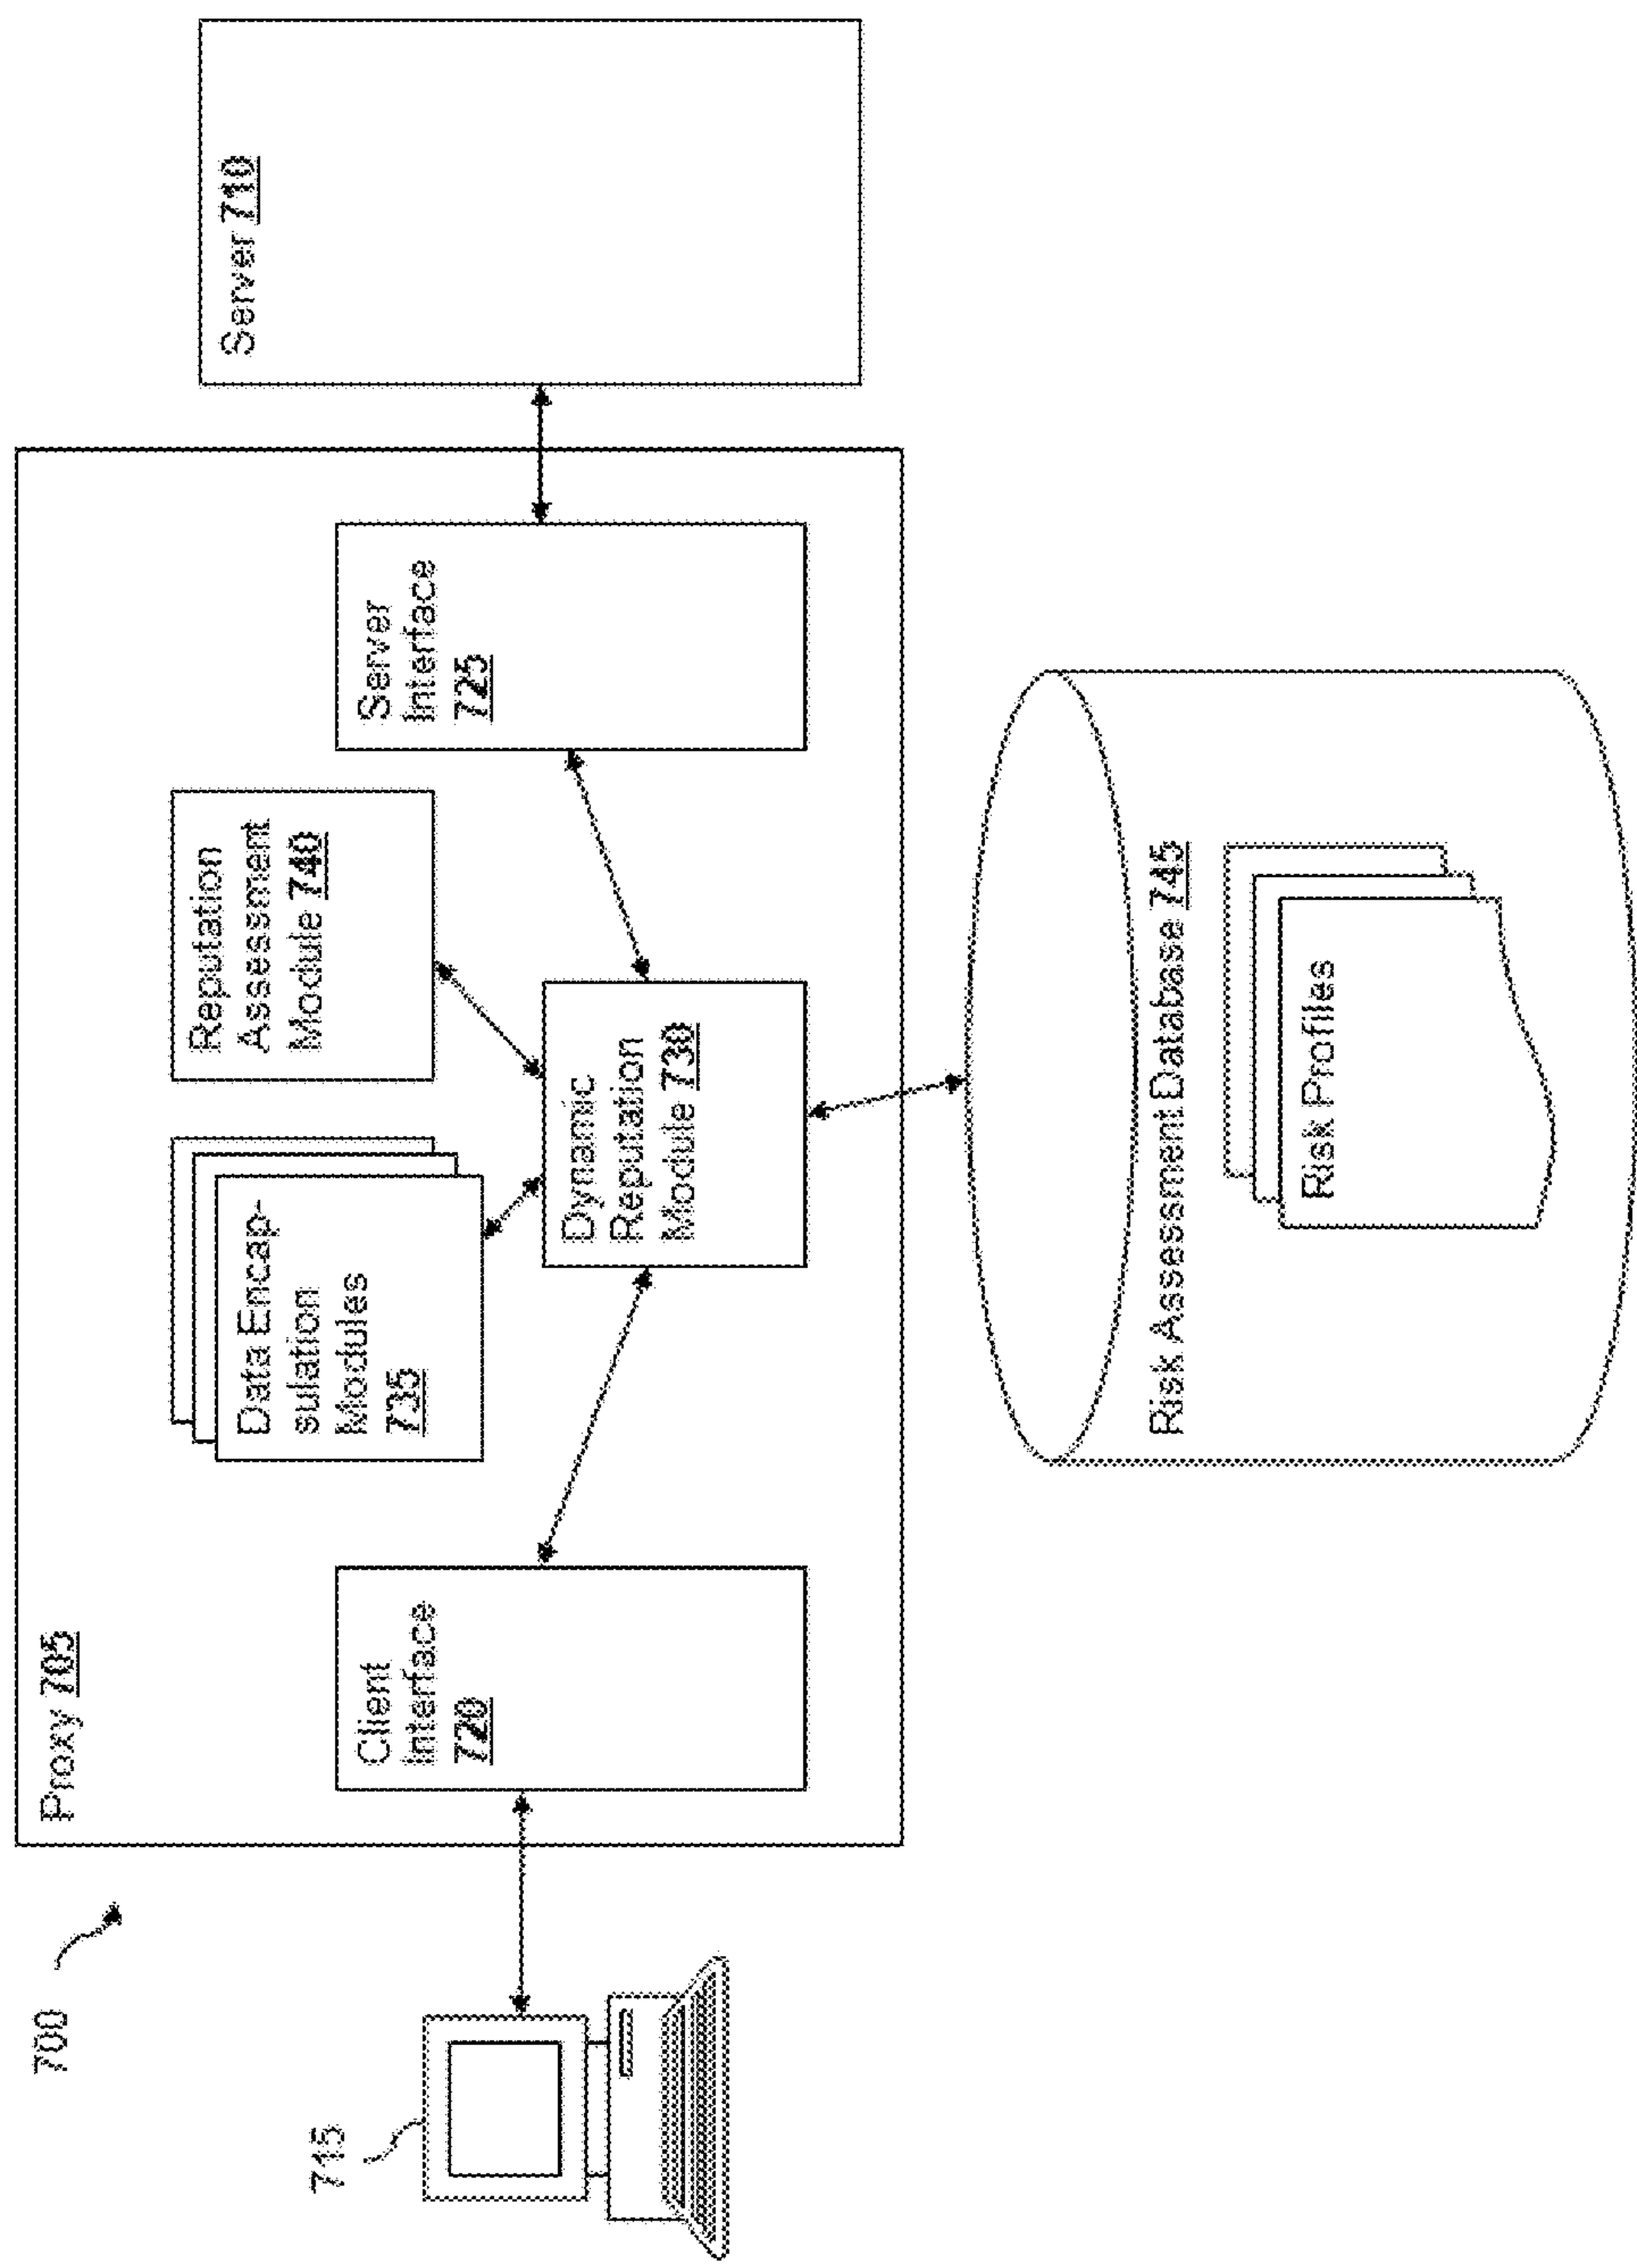 700
715
Proxy 705
Client
Interface
720
Data Encap-
sulation
Modules
735
Reputation
Assessment
Module 740
Dynamic
Reputation
Module 730
Server
Interface
725
Server 710
Risk Assessment Database 745
Risk Profiles